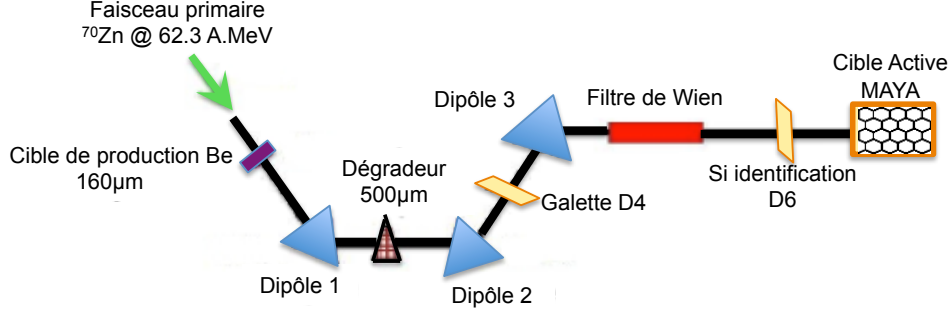 Faisceau primaire
⁷⁰Zn @ 62.3 A.MeV
Cible Active
MAYA
Dipôle 3
Filtre de Wien
Cible de production Be
160μm
Dégradeur
500μm
Si identification
D6
Galette D4
Dipôle 1
Dipôle 2